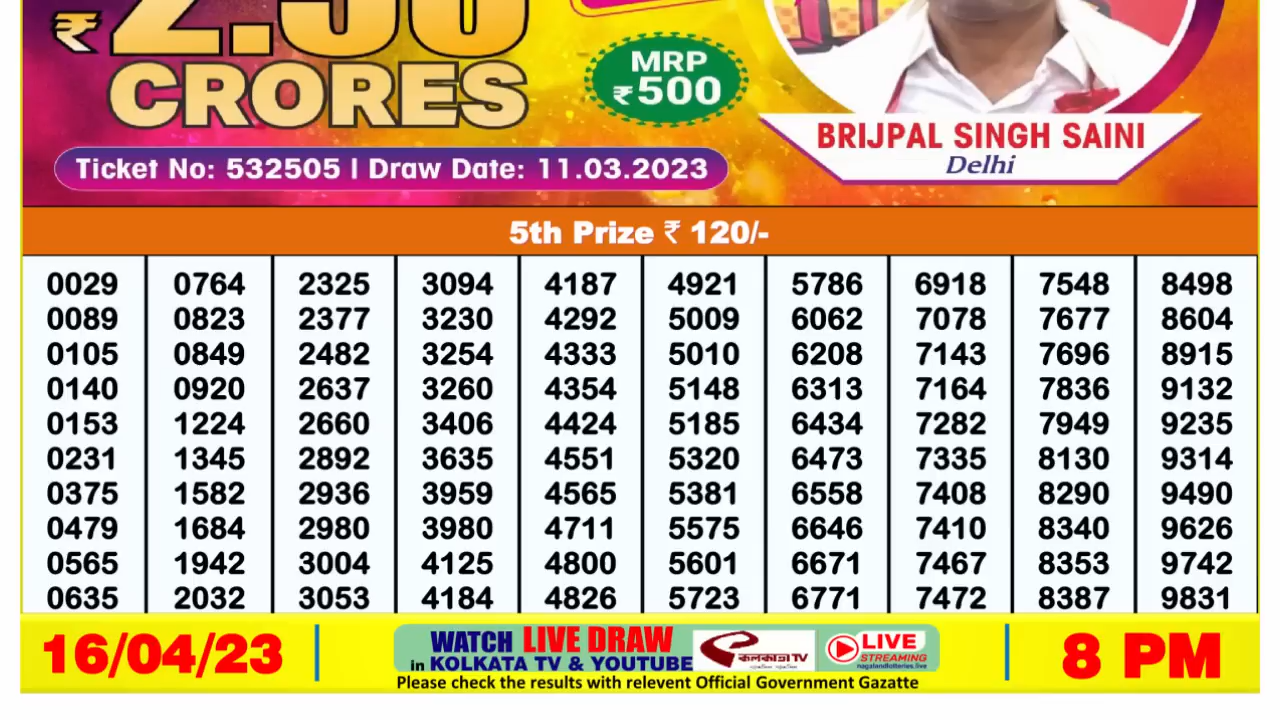 ₹ 2.50
CRORES
MRP
₹500
BRIJPAL SINGH SAINI
Delhi
Ticket No: 532505 | Draw Date: 11.03.2023
5th Prize ₹ 120/-
0029 0764 2325 3094 4187 4921 5786 6918 7548 8498
0089 0823 2377 3230 4292 5009 6062 7078 7677 8604
0105 0849 2482 3254 4333 5010 6208 7143 7696 8915
0140 0920 2637 3260 4354 5148 6313 7164 7836 9132
0153 1224 2660 3406 4424 5185 6434 7282 7949 9235
0231 1345 2892 3635 4551 5320 6473 7335 8130 9314
0375 1582 2936 3959 4565 5381 6558 7408 8290 9490
0479 1684 2980 3980 4711 5575 6646 7410 8340 9626
0565 1942 3004 4125 4800 5601 6671 7467 8353 9742
0635 2032 3053 4184 4826 5723 6771 7472 8387 9831
16/04/23
WATCH LIVE DRAW
in KOLKATA TV & YOUTUBE
কলকাতা TV
LIVE
STREAMING
nagalandlotteries.live
Please check the results with relevent Official Government Gazatte
8 PM